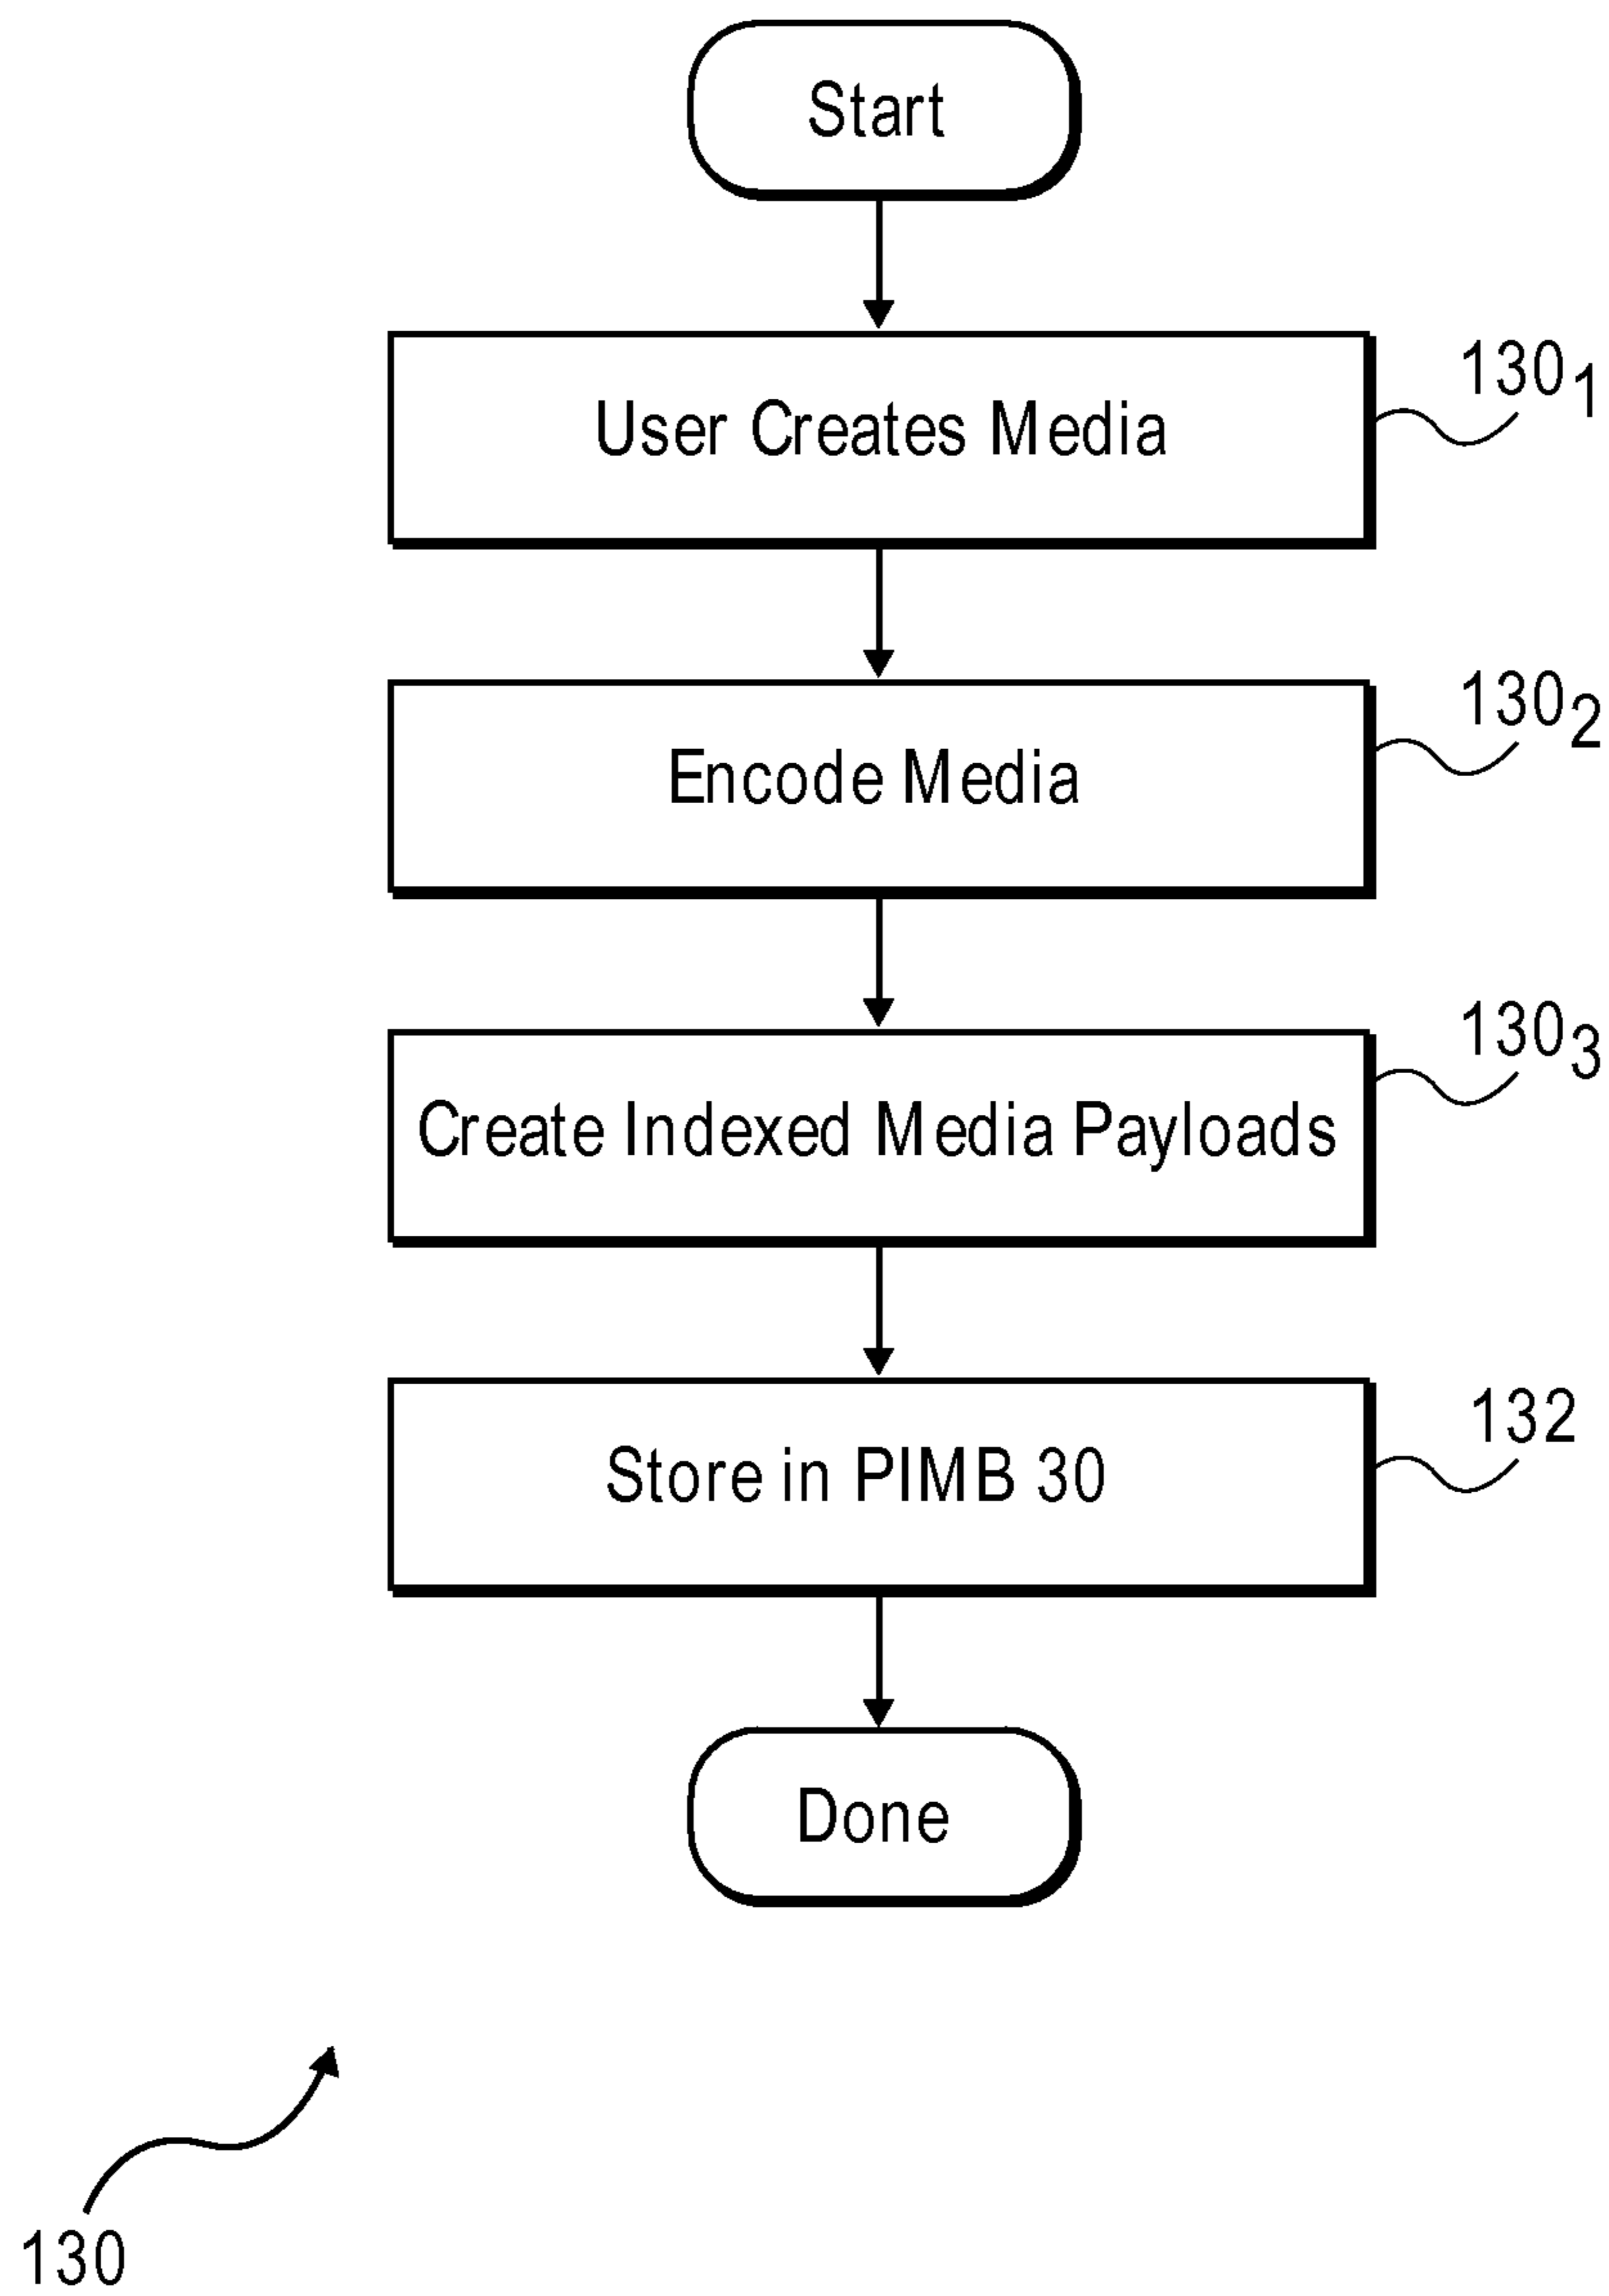 Start
User Creates Media
130₁
Encode Media
130₂
Create Indexed Media Payloads
130₃
Store in PIMB 30
132
Done
130